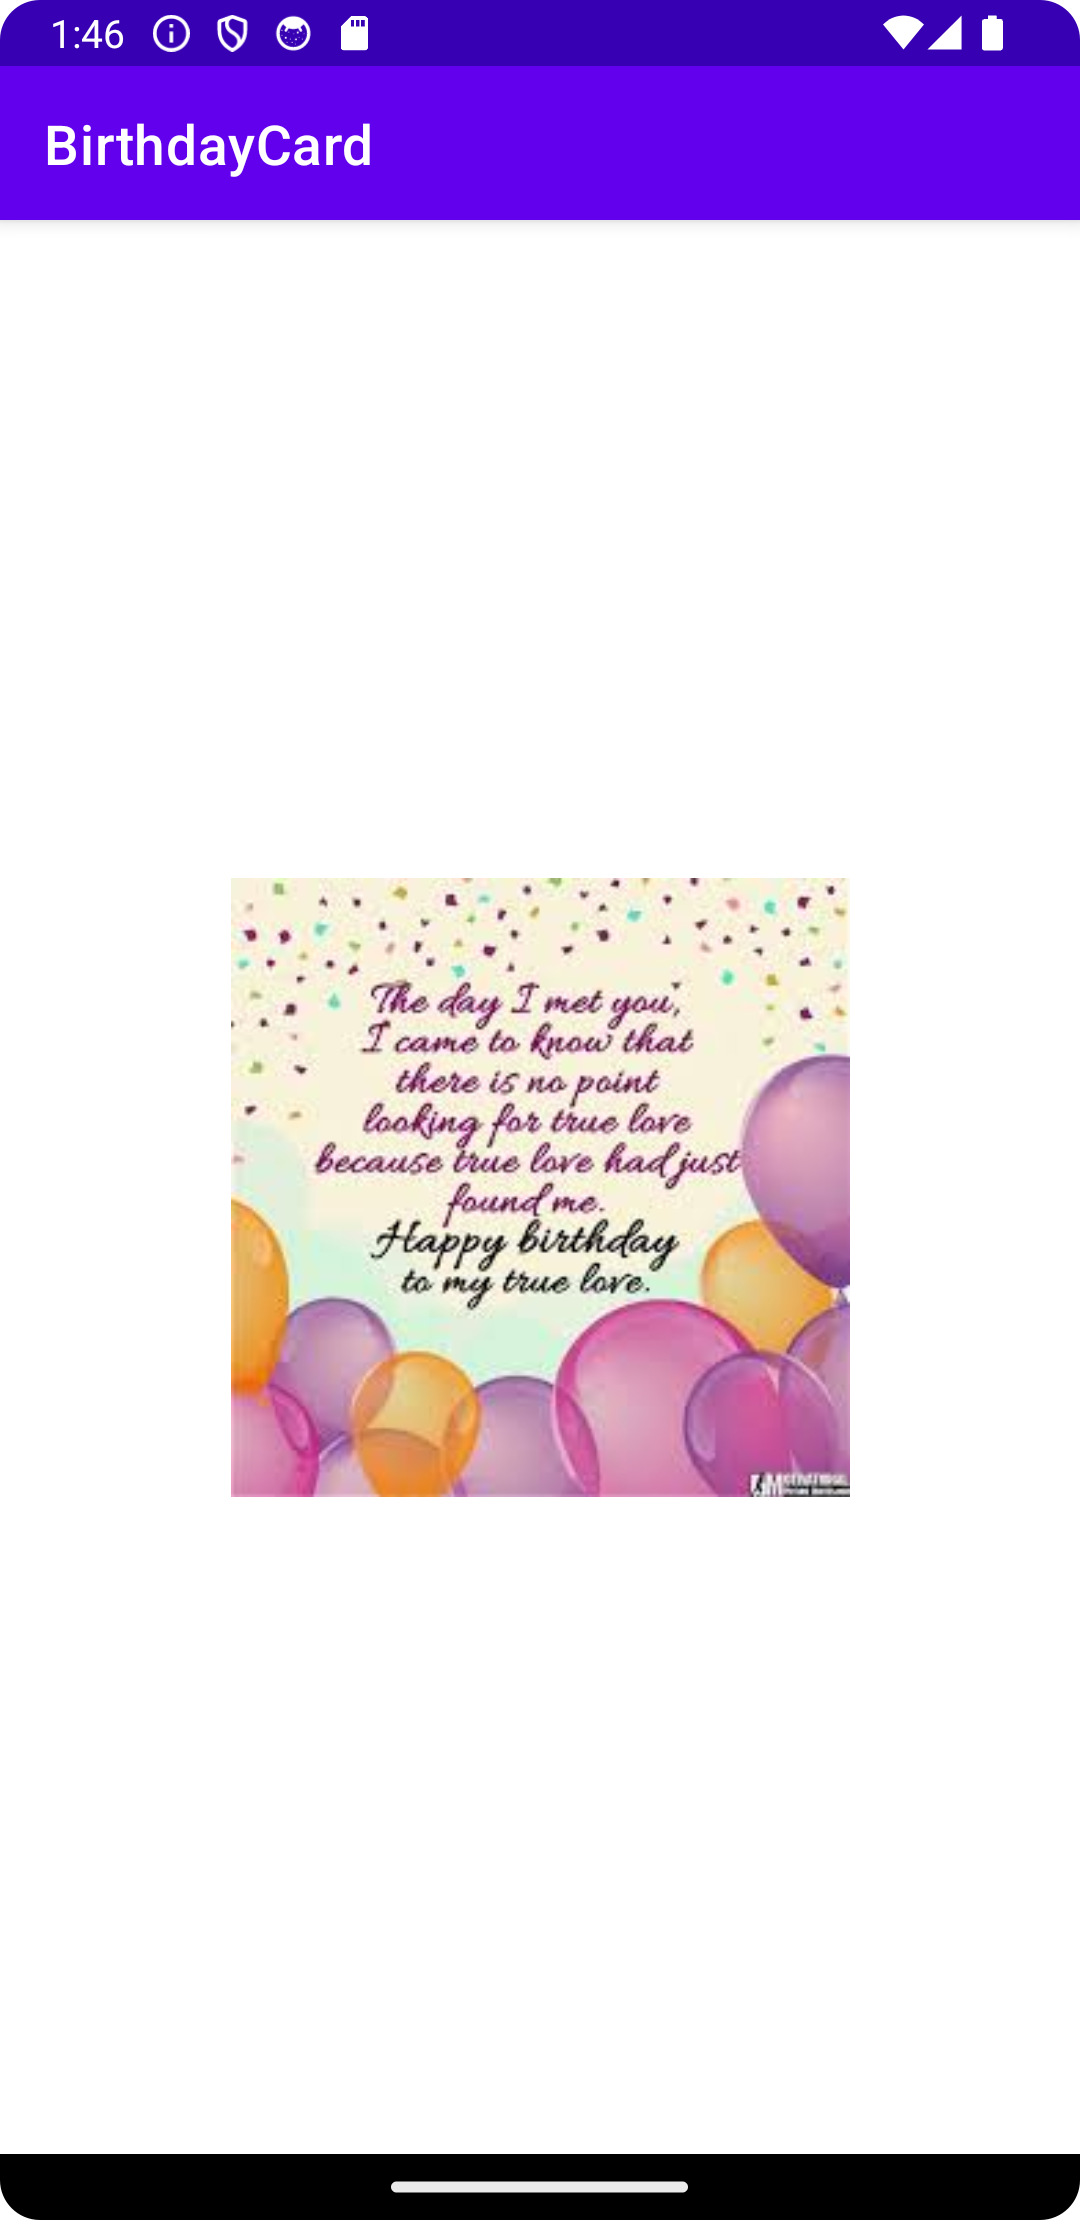 1:46
BirthdayCard
The day I met you,
I came to know that
there is no point
looking for true love
because true love had just
found me.
Happy birthday
to my true love.